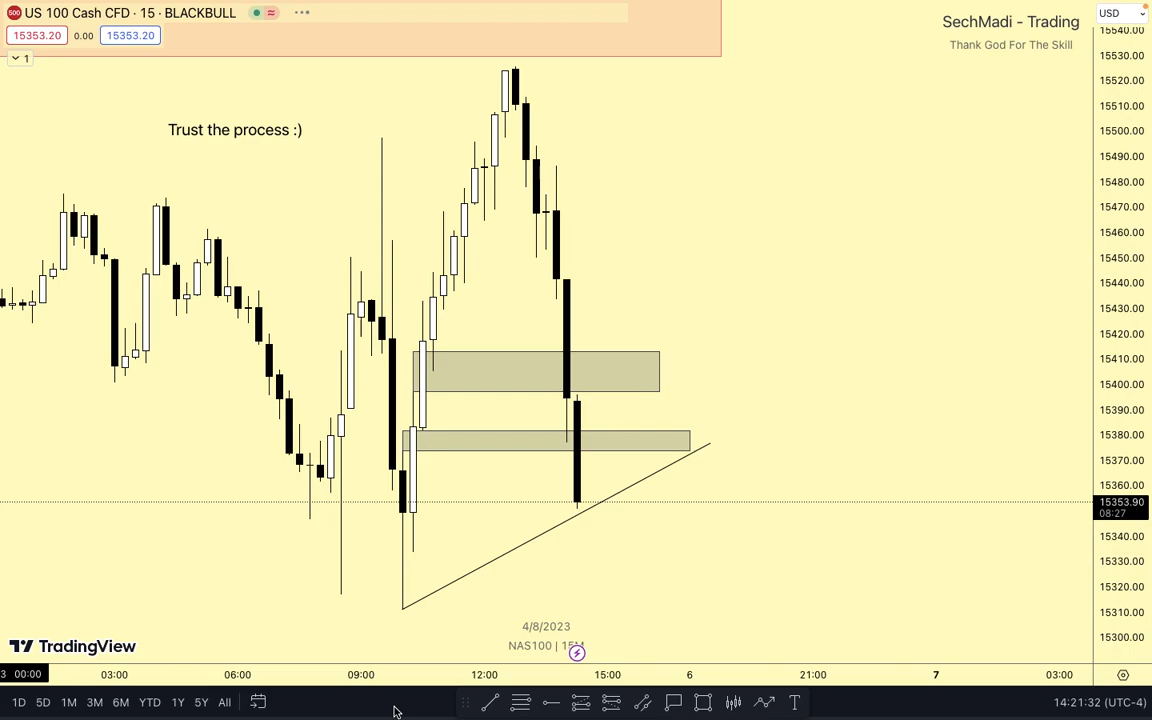 US 100 Cash CFD · 15 · BLACKBULL
15353.20 0.00 15353.20
1
SechMadi - Trading
Thank God For The Skill
USD
Trust the process :)
15540.00
15530.00
15520.00
15510.00
15500.00
15490.00
15480.00
15470.00
15460.00
15450.00
15440.00
15430.00
15420.00
15410.00
15400.00
15390.00
15380.00
15370.00
15360.00
15353.90
08:27
15340.00
15330.00
15320.00
15310.00
15300.00
4/8/2023
NAS100 | 15M
TradingView
3 00:00 03:00 06:00 09:00 12:00 15:00 6 21:00 7 03:00
1D 5D 1M 3M 6M YTD 1Y 5Y All 14:21:32 (UTC-4)